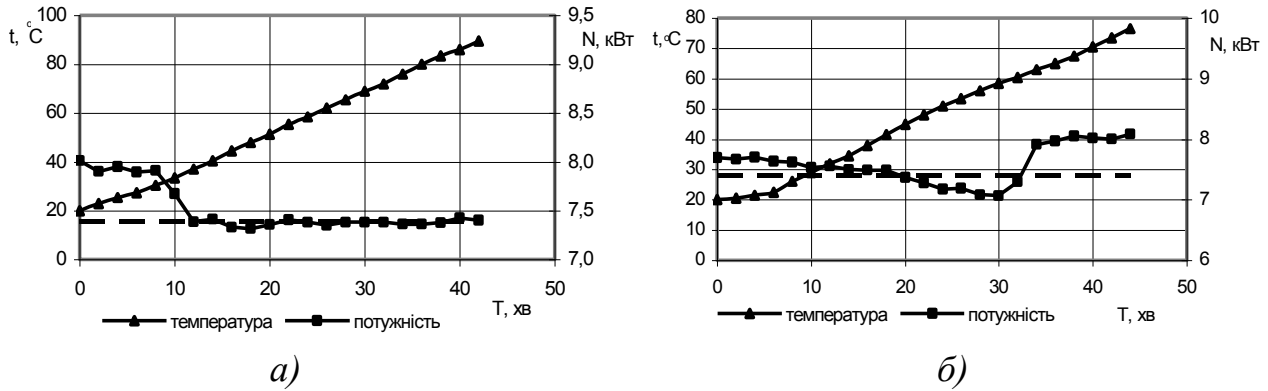 t, °C
N, кВт
100
80
60
40
20
0
9,5
9,0
8,5
8,0
7,5
7,0
0 10 20 30 40 50
T, хв
температура потужність
а)
t,°C
N, кВт
80
70
60
50
40
30
20
10
0
10
9
8
7
6
0 10 20 30 40 50
температура потужність
T, хв
б)